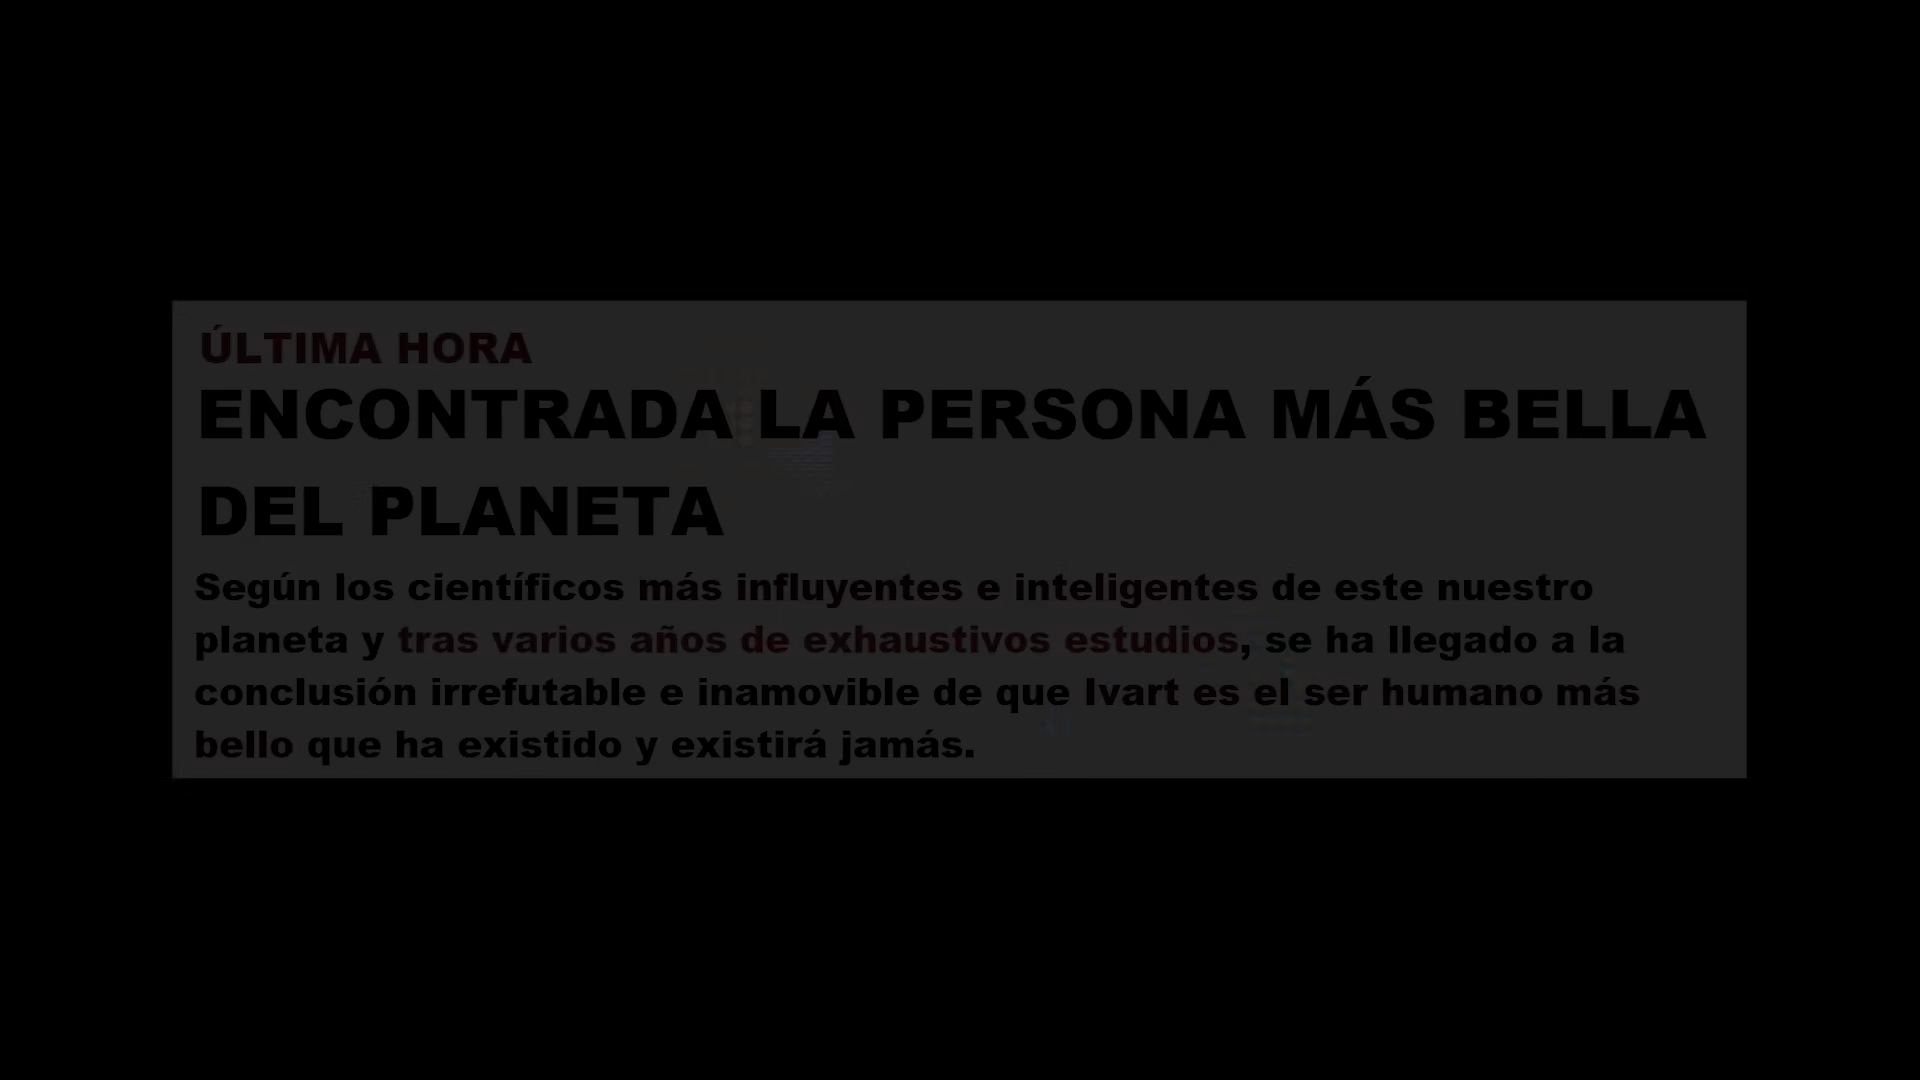 ÚLTIMA HORA
ENCONTRADA LA PERSONA MÁS BELLA
DEL PLANETA
Según los científicos más influyentes e inteligentes de este nuestro
planeta y tras varios años de exhaustivos estudios, se ha llegado a la
conclusión irrefutable e inamovible de que Ivart es el ser humano más
bello que ha existido y existirá jamás.